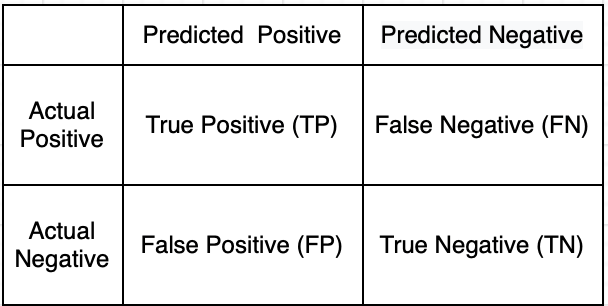 Predicted Positive
Predicted Negative
Actual
Positive
True Positive (TP)
False Negative (FN)
Actual
Negative
False Positive (FP)
True Negative (TN)